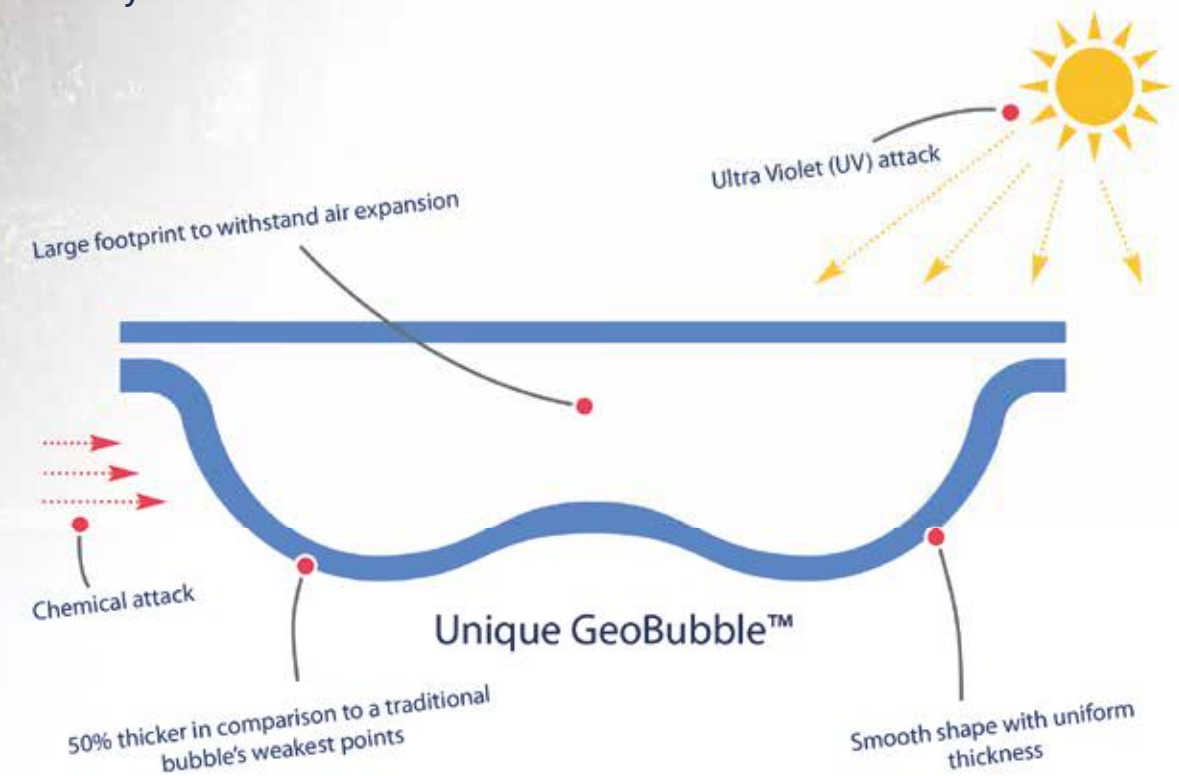 Ultra Violet (UV) attack
Large footprint to withstand air expansion
Chemical attack
Unique GeoBubble™
50% thicker in comparison to a traditional
bubble's weakest points
Smooth shape with uniform
thickness